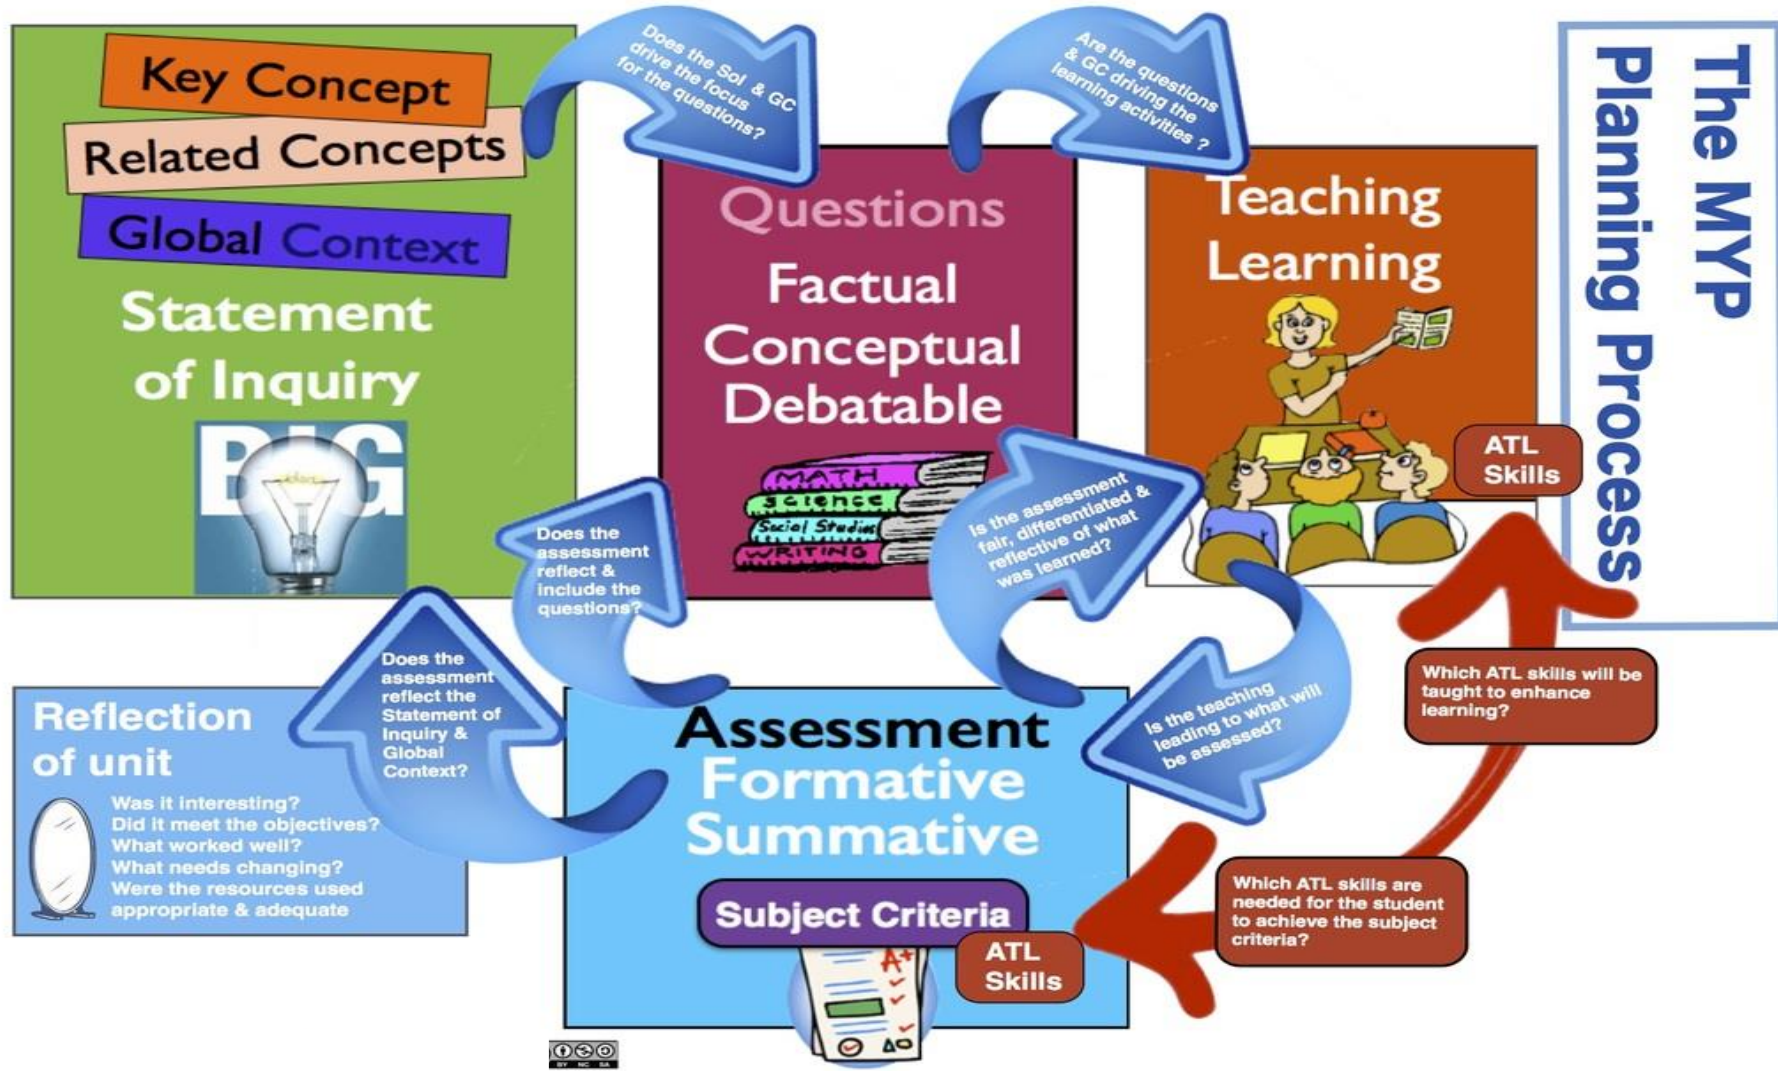 Key Concept
Related Concepts
Global Context
Statement
of Inquiry
BIG
Does the SoI & GC
drive the focus
for the questions?
Questions
Factual
Conceptual
Debatable
MATH
Science
Social Studies
WRITING
Are the questions
& GC driving the
learning activities ?
Teaching
Learning
ATL
Skills
The MYP
Planning Process
Does the
assessment
reflect &
include the
questions?
Is the assessment
fair, differentiated &
reflective of what
was learned?
Does the
assessment
reflect the
Statement of
Inquiry &
Global
Context?
Is the teaching
leading to what will
be assessed?
Which ATL skills will be
taught to enhance
learning?
Reflection
of unit
Was it interesting?
Did it meet the objectives?
What worked well?
What needs changing?
Were the resources used
appropriate & adequate
Assessment
Formative
Summative
Subject Criteria
A+
ATL
Skills
Which ATL skills are
needed for the student
to achieve the subject
criteria?
BY NC SA